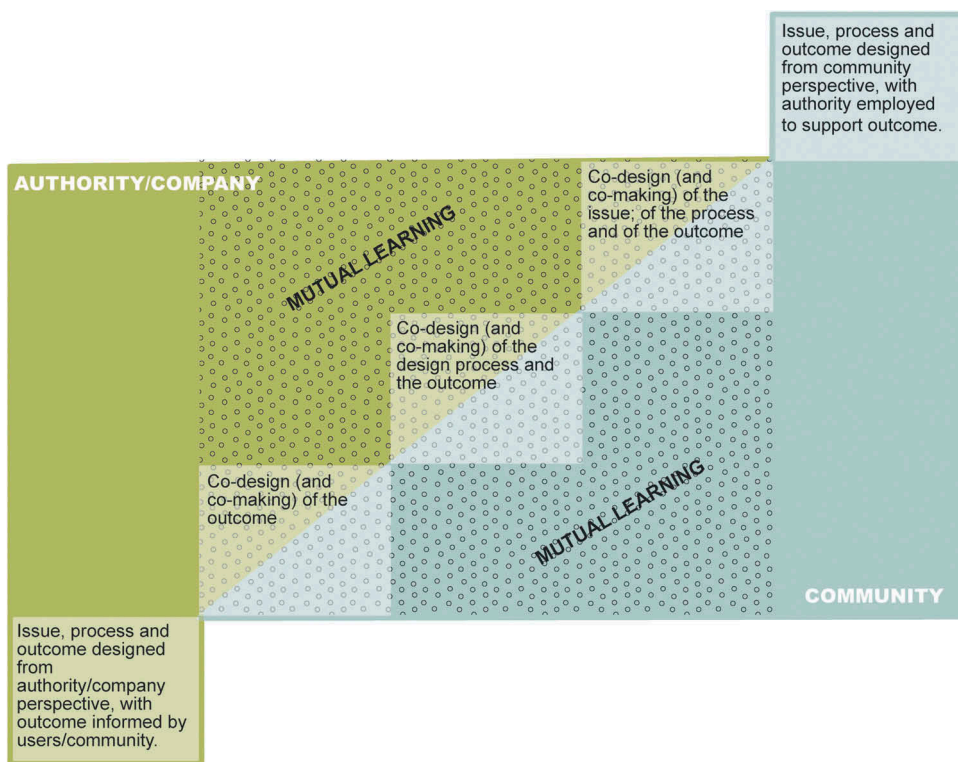 Issue, process and
outcome designed
from community
perspective, with
authority employed
to support outcome.
AUTHORITY/COMPANY
MUTUAL LEARNING
Co-design (and
co-making) of the
issue; of the process
and of the outcome
Co-design (and
co-making) of the
design process and
the outcome
Co-design (and
co-making) of the
outcome
MUTUAL LEARNING
COMMUNITY
Issue, process and
outcome designed
from
authority/company
perspective, with
outcome informed by
users/community.